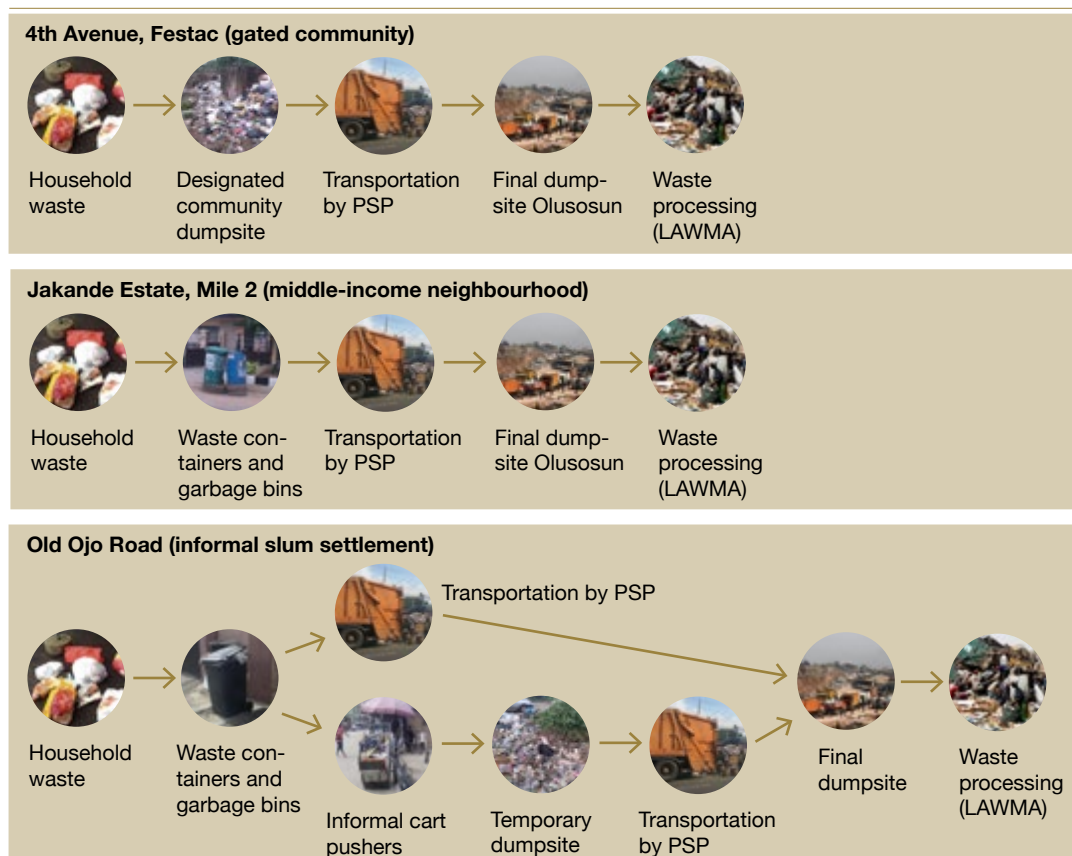 4th Avenue, Festac (gated community)
Household
waste
Designated
community
dumpsite
Transportation
by PSP
Final dump-
site Olusosun
Waste
processing
(LAWMA)
Jakande Estate, Mile 2 (middle-income neighbourhood)
Household
waste
Waste con-
tainers and
garbage bins
Transportation
by PSP
Final dump-
site Olusosun
Waste
processing
(LAWMA)
Old Ojo Road (informal slum settlement)
Household
waste
Waste con-
tainers and
garbage bins
Transportation by PSP
Informal cart
pushers
Temporary
dumpsite
Transportation
by PSP
Final
dumpsite
Waste
processing
(LAWMA)